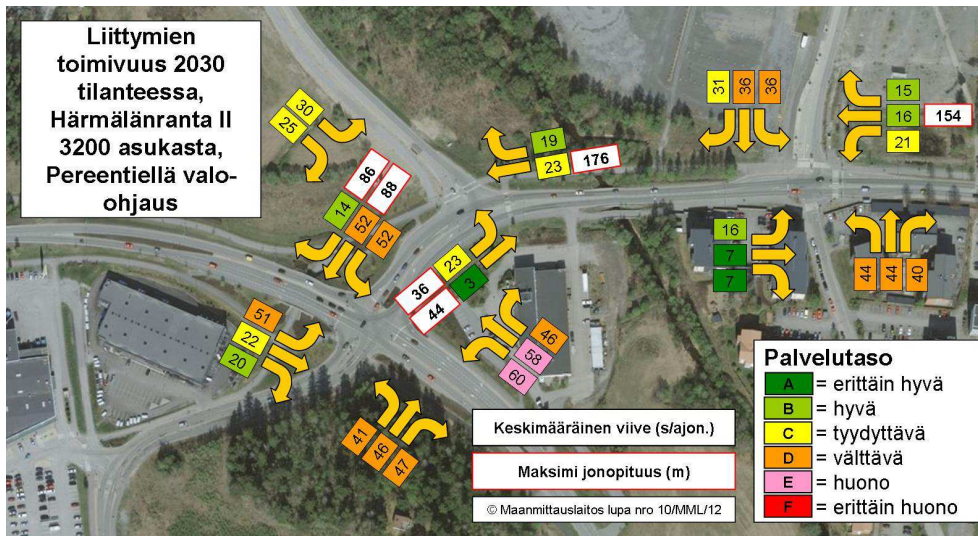 Liittymien
toimivuus 2030
tilanteessa,
Härmälänranta II
3200 asukasta,
Pereentiellä valo-
ohjaus
30
25
86
88
14
52
52
19
23
176
31
36
36
15
16
154
21
16
7
7
44
44
40
23
3
36
44
51
22
20
46
58
60
41
46
47
Keskimääräinen viive (s/ajon.)
Maksimi jonopituus (m)
© Maanmittauslaitos lupa nro 10/MML/12
Palvelutaso
A = erittäin hyvä
B = hyvä
C = tyydyttävä
D = välttävä
E = huono
F = erittäin huono